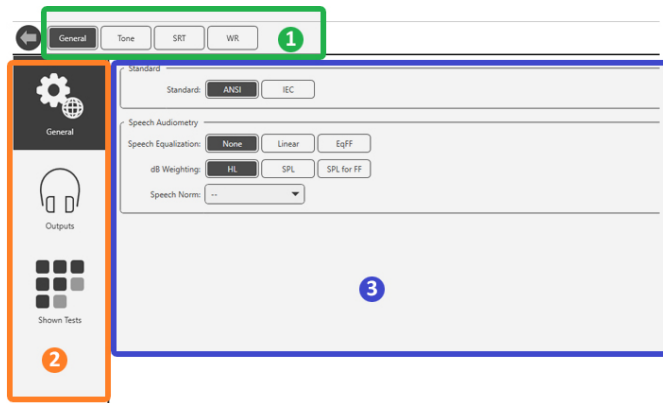 General Tone SRT WR 1
Standard
Standard: ANSI IEC
General
Speech Audiometry
Speech Equalization: None Linear EqFF
dB Weighting: HL SPL SPL for FF
Speech Norm: --
Outputs
3
Shown Tests
2